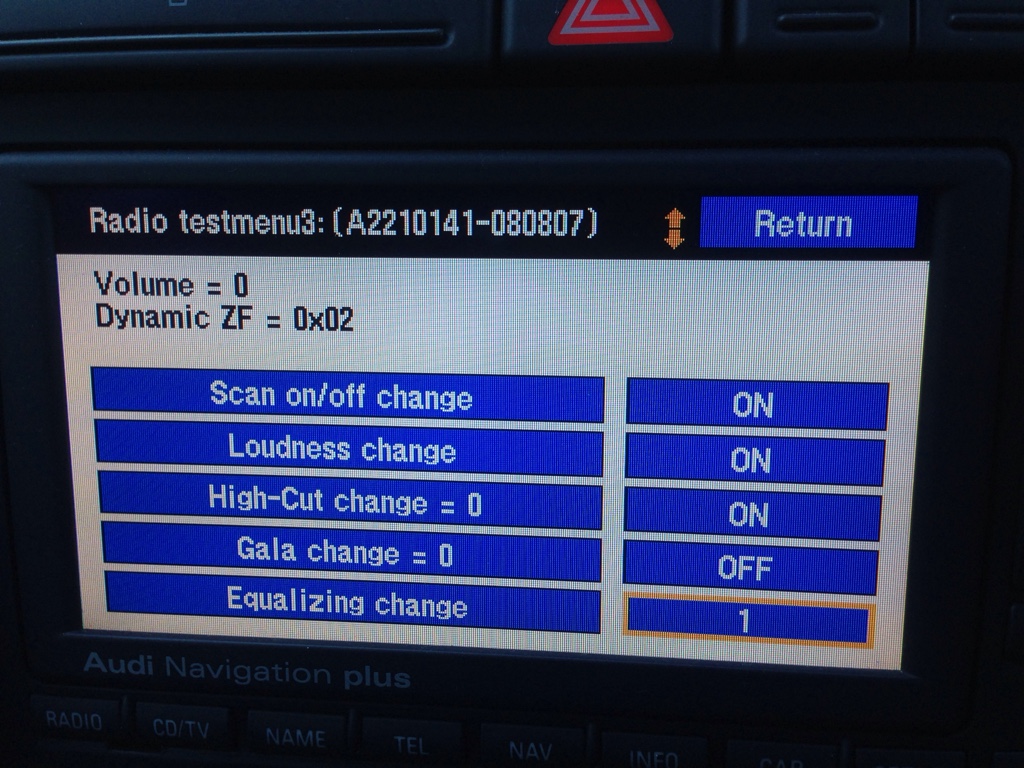 Radio testmenu3: (A2210141-080807)
Return
Volume = 0
Dynamic ZF = 0x02
Scan on/off change
ON
Loudness change
ON
High-Cut change = 0
ON
Gala change = 0
OFF
Equalizing change
1
Audi Navigation plus
RADIO
CD/TV
NAME
TEL
NAV
INFO
CAR